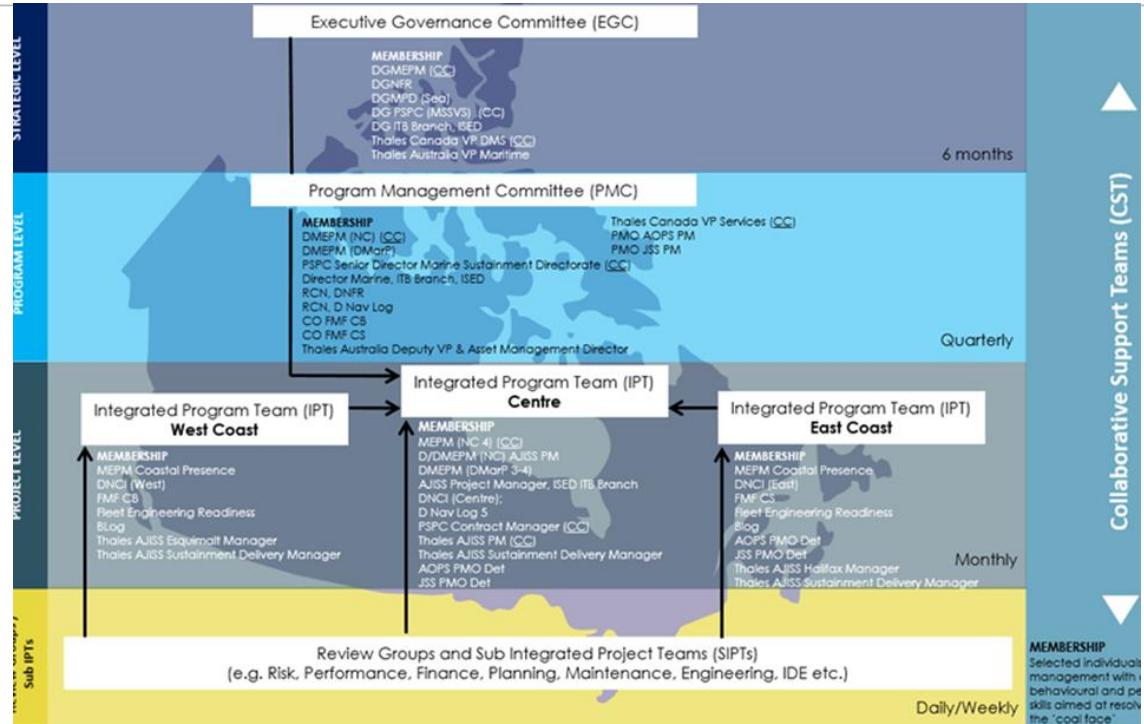 STRATEGIC LEVEL
Executive Governance Committee (EGC)
MEMBERSHIP
DGMEPM (CC)
DGNFR
DGMPD (Sea)
DG PSPC (MSSVS) (CC)
DG ITB Branch, ISED
Thales Canada VP DMS (CC)
Thales Australia VP Maritime
6 months
PROGRAM LEVEL
Program Management Committee (PMC)
MEMBERSHIP
DMEPM (NC) (CC)
DMEPM (DMarP)
PSPC Senior Director Marine Sustainment Directorate (CC)
Director Marine, ITB Branch, ISED
RCN, DNFR
RCN, D Nav Log
CO FMF CB
CO FMF CS
Thales Australia Deputy VP & Asset Management Director
Thales Canada VP Services (CC)
PMO AOPS PM
PMO JSS PM
Quarterly
PROJECT LEVEL
Integrated Program Team (IPT)
West Coast
MEMBERSHIP
MEPM Coastal Presence
DNCI (West)
FMF CB
Fleet Engineering Readiness
BLog
Thales AJISS Esquimalt Manager
Thales AJISS Sustainment Delivery Manager
Integrated Program Team (IPT)
Centre
MEMBERSHIP
MEPM (NC 4) (CC)
D/DMEPM (NC) AJISS PM
DMEPM (DMarP 3-4)
AJISS Project Manager, ISED ITB Branch
DNCI (Centre);
D Nav Log 5
PSPC Contract Manager (CC)
Thales AJISS PM (CC)
Thales AJISS Sustainment Delivery Manager
AOPS PMO Det
JSS PMO Det
Integrated Program Team (IPT)
East Coast
MEMBERSHIP
MEPM Coastal Presence
DNCI (East)
FMF CS
Fleet Engineering Readiness
Blog
AOPS PMO Det
JSS PMO Det
Thales AJISS Halifax Manager
Thales AJISS Sustainment Delivery Manager
Monthly
Sub IPTs
Review Groups and Sub Integrated Project Teams (SIPTs)
(e.g. Risk, Performance, Finance, Planning, Maintenance, Engineering, IDE etc.)
Daily/Weekly
Collaborative Support Teams (CST)
MEMBERSHIP
Selected individuals
management with
behavioural and
skills aimed at
the "coal face"